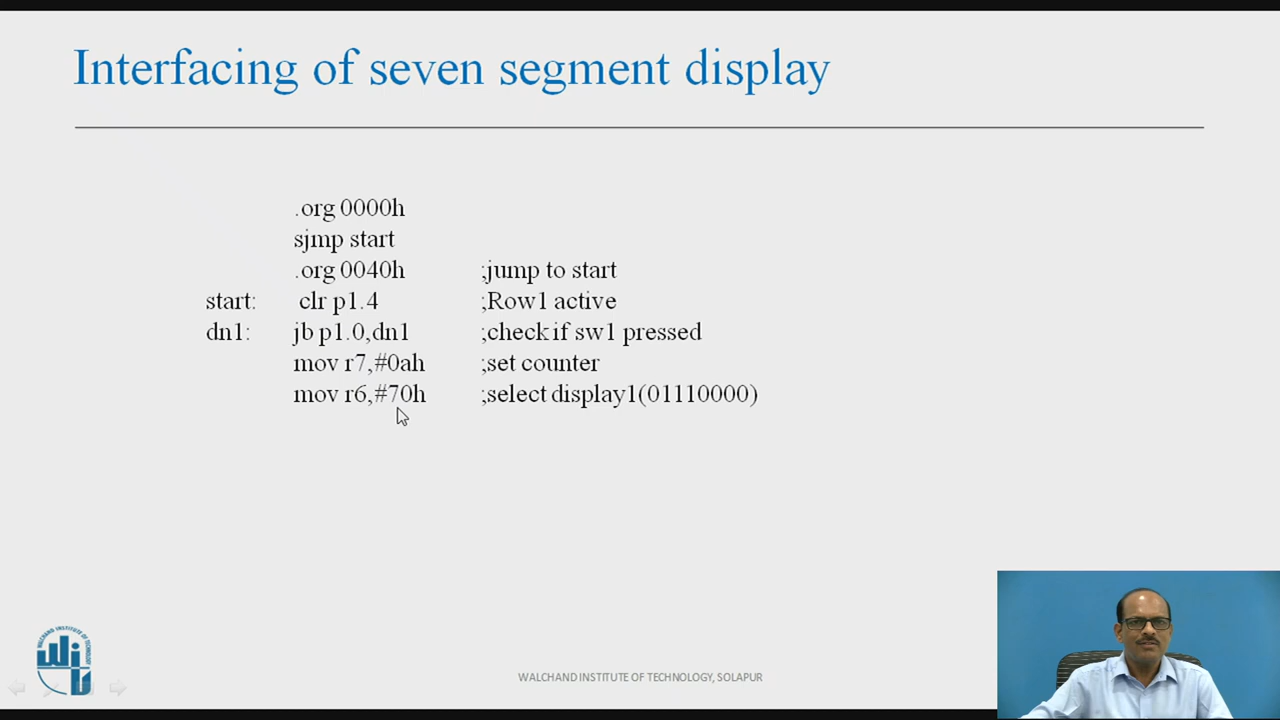 Interfacing of seven segment display
.org 0000h
sjmp start
.org 0040h ;jump to start
start: clr p1.4 ;Row1 active
dn1: jb p1.0,dn1 ;check if sw1 pressed
mov r7,#0ah ;set counter
mov r6,#70h ;select display1(01110000)
WALCHAND INSTITUTE OF TECHNOLOGY, SOLAPUR